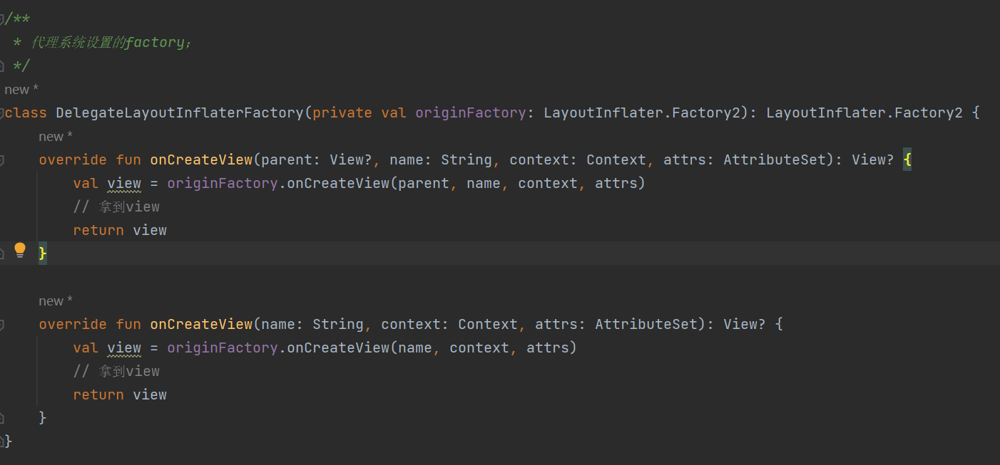 /**
 * 代理系统设置的factory;
 */
new *
class DelegateLayoutInflaterFactory(private val originFactory: LayoutInflater.Factory2): LayoutInflater.Factory2 {
    new *
    override fun onCreateView(parent: View?, name: String, context: Context, attrs: AttributeSet): View? {
        val view = originFactory.onCreateView(parent, name, context, attrs)
        // 拿到view
        return view
    }
    new *
    override fun onCreateView(name: String, context: Context, attrs: AttributeSet): View? {
        val view = originFactory.onCreateView(name, context, attrs)
        // 拿到view
        return view
    }
}